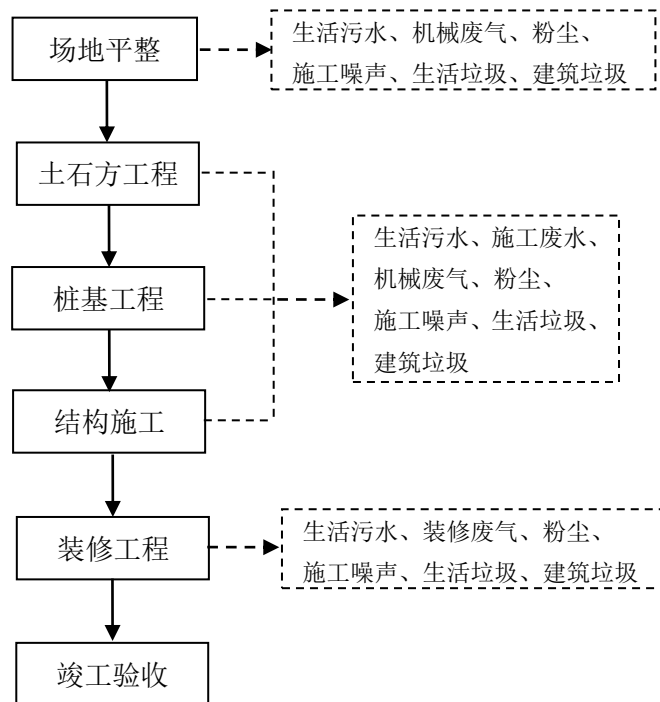 场地平整
生活污水、机械废气、粉尘、
施工噪声、生活垃圾、建筑垃圾
土石方工程
桩基工程
生活污水、施工废水、
机械废气、粉尘、
施工噪声、生活垃圾、
建筑垃圾
结构施工
装修工程
生活污水、装修废气、粉尘、
施工噪声、生活垃圾、建筑垃圾
竣工验收